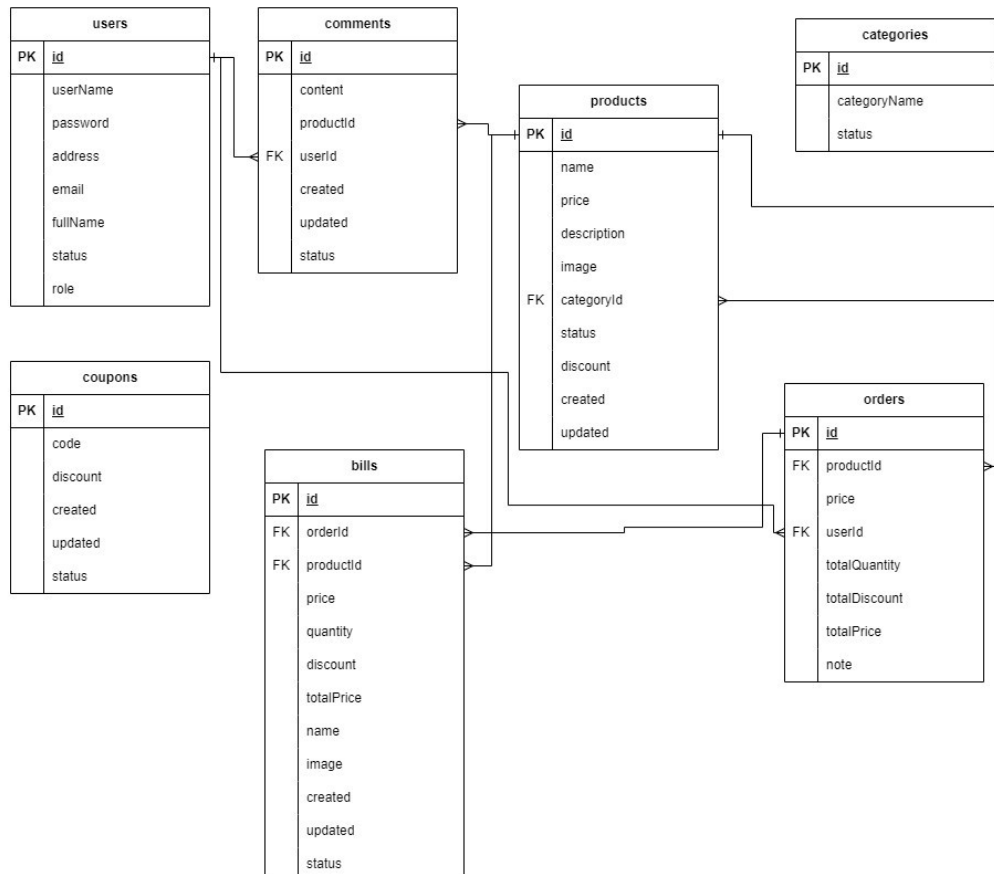 users
PK id
userName
password
address
email
fullName
status
role
comments
PK id
content
productId
FK userId
created
updated
status
products
PK id
name
price
description
image
FK categoryId
status
discount
created
updated
categories
PK id
categoryName
status
coupons
PK id
code
discount
created
updated
status
bills
PK id
FK orderId
FK productId
price
quantity
discount
totalPrice
name
image
created
updated
status
orders
PK id
FK productId
price
FK userId
totalQuantity
totalDiscount
totalPrice
note